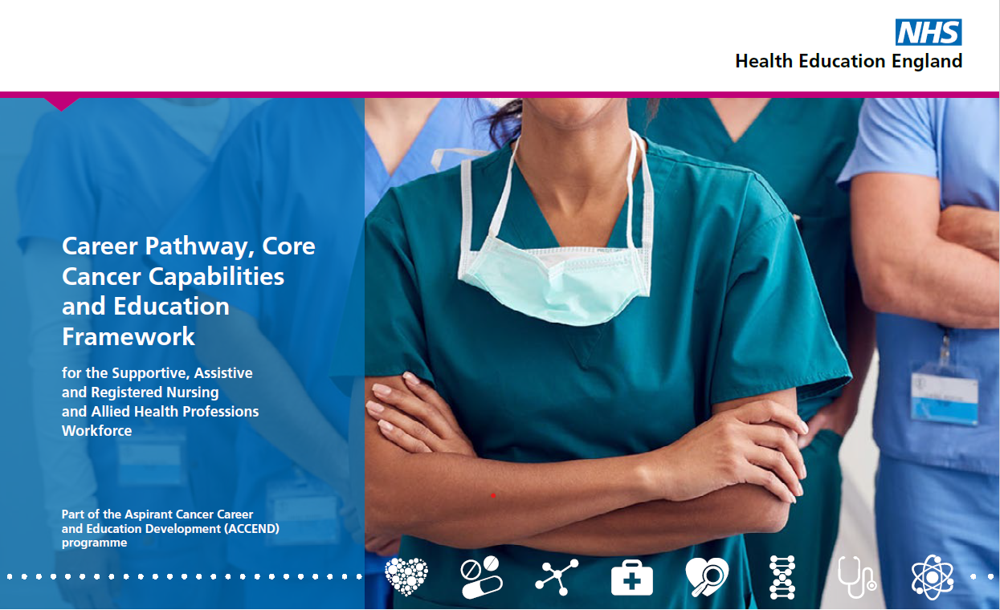 NHS
Health Education England
Career Pathway, Core
Cancer Capabilities
and Education
Framework
for the Supportive, Assistive
and Registered Nursing
and Allied Health Professions
Workforce
Part of the Aspirant Cancer Career
and Education Development (ACCEND)
programme